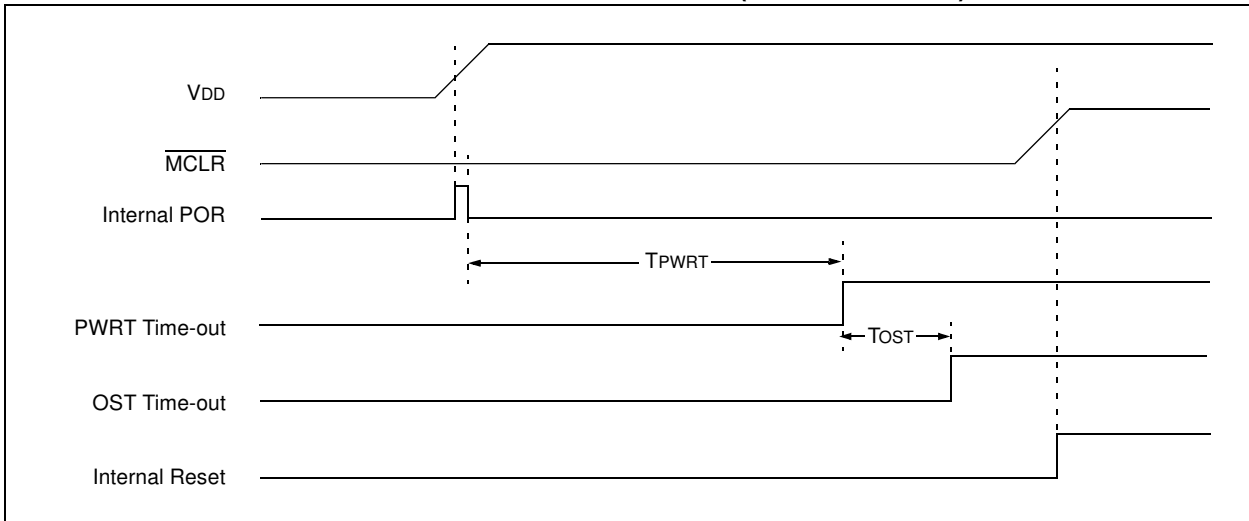 VDD
MCLR
Internal POR
TPWRT
PWRT Time-out
TOST
OST Time-out
Internal Reset